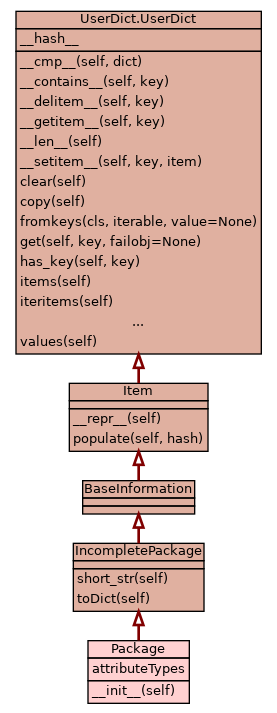 UserDict.UserDict
__hash__
__cmp__(self, dict)
__contains__(self, key)
__delitem__(self, key)
__getitem__(self, key)
__len__(self)
__setitem__(self, key, item)
clear(self)
copy(self)
fromkeys(cls, iterable, value=None)
get(self, key, failobj=None)
has_key(self, key)
items(self)
iteritems(self)
...
values(self)
Item
__repr__(self)
populate(self, hash)
BaseInformation
IncompletePackage
short_str(self)
toDict(self)
Package
attributeTypes
__init__(self)